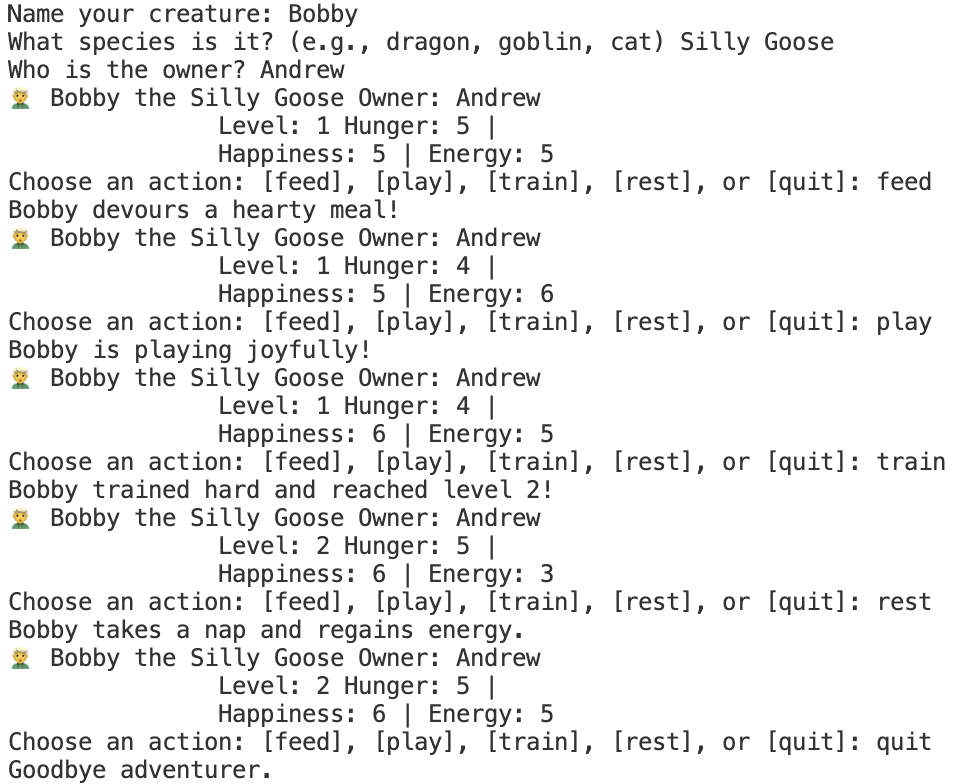 Name your creature: Bobby
What species is it? (e.g., dragon, goblin, cat) Silly Goose
Who is the owner? Andrew
🧝 Bobby the Silly Goose Owner: Andrew
Level: 1 Hunger: 5 |
Happiness: 5 | Energy: 5
Choose an action: [feed], [play], [train], [rest], or [quit]: feed
Bobby devours a hearty meal!
🧝 Bobby the Silly Goose Owner: Andrew
Level: 1 Hunger: 4 |
Happiness: 5 | Energy: 6
Choose an action: [feed], [play], [train], [rest], or [quit]: play
Bobby is playing joyfully!
🧝 Bobby the Silly Goose Owner: Andrew
Level: 1 Hunger: 4 |
Happiness: 6 | Energy: 5
Choose an action: [feed], [play], [train], [rest], or [quit]: train
Bobby trained hard and reached level 2!
🧝 Bobby the Silly Goose Owner: Andrew
Level: 2 Hunger: 5 |
Happiness: 6 | Energy: 3
Choose an action: [feed], [play], [train], [rest], or [quit]: rest
Bobby takes a nap and regains energy.
🧝 Bobby the Silly Goose Owner: Andrew
Level: 2 Hunger: 5 |
Happiness: 6 | Energy: 5
Choose an action: [feed], [play], [train], [rest], or [quit]: quit
Goodbye adventurer.